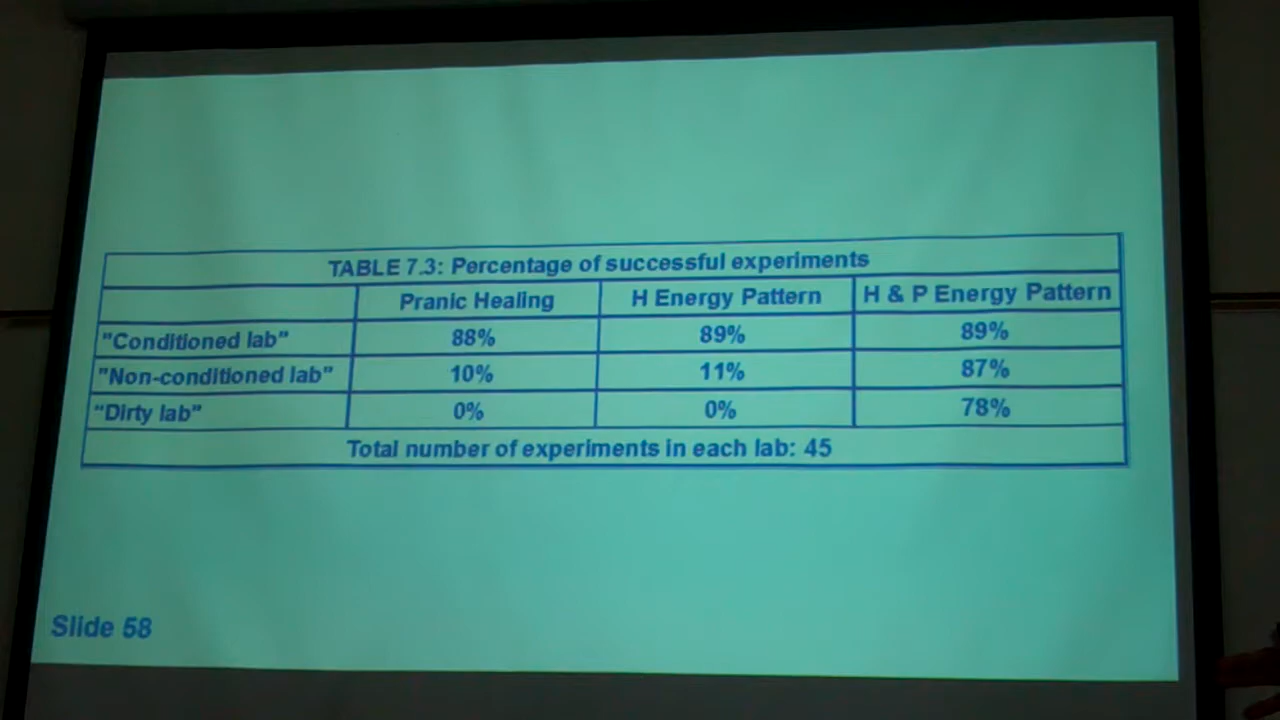 TABLE 7.3: Percentage of successful experiments
Pranic Healing H Energy Pattern H & P Energy Pattern
"Conditioned lab" 88% 89% 89%
"Non-conditioned lab" 10% 11% 87%
"Dirty lab" 0% 0% 78%
Total number of experiments in each lab: 45
Slide 58